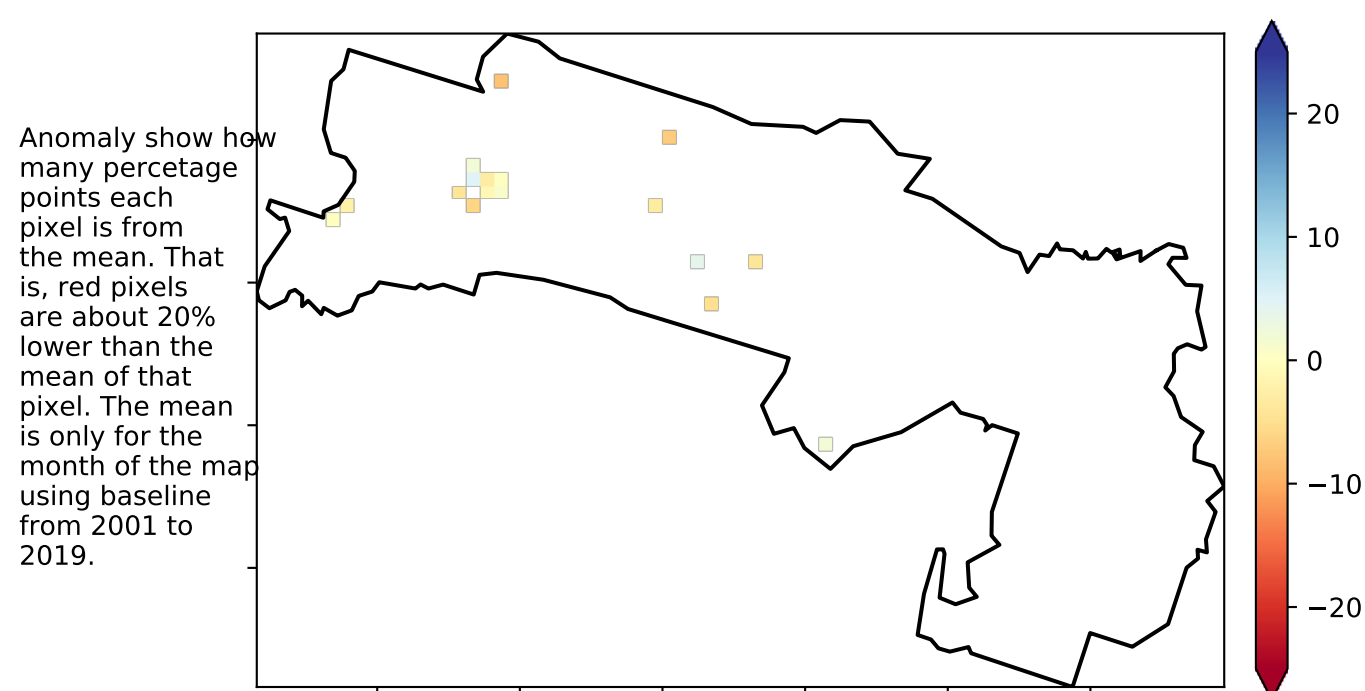 Anomaly show how
many percetage
points each
pixel is from
the mean. That
is, red pixels
are about 20%
lower than the
mean of that
pixel. The mean
is only for the
month of the map
using baseline
from 2001 to
2019.
20
10
0
−10
−20